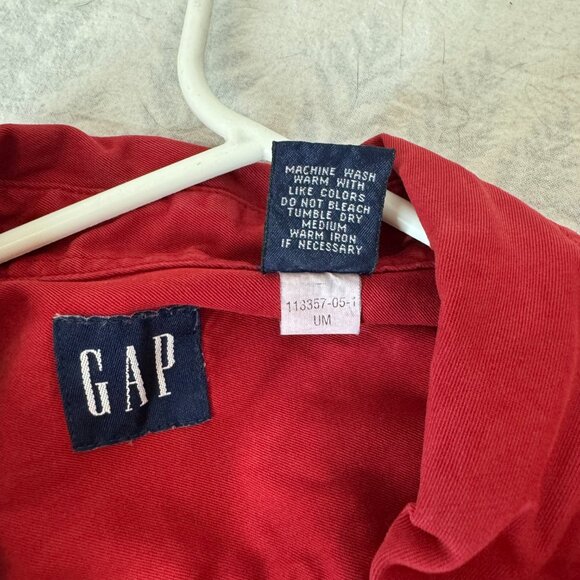 MACHINE WASH
WARM WITH
LIKE COLORS
DO NOT BLEACH
TUMBLE DRY
MEDIUM
WARM IRON
IF NECESSARY
113357-05-1
UM
GAP